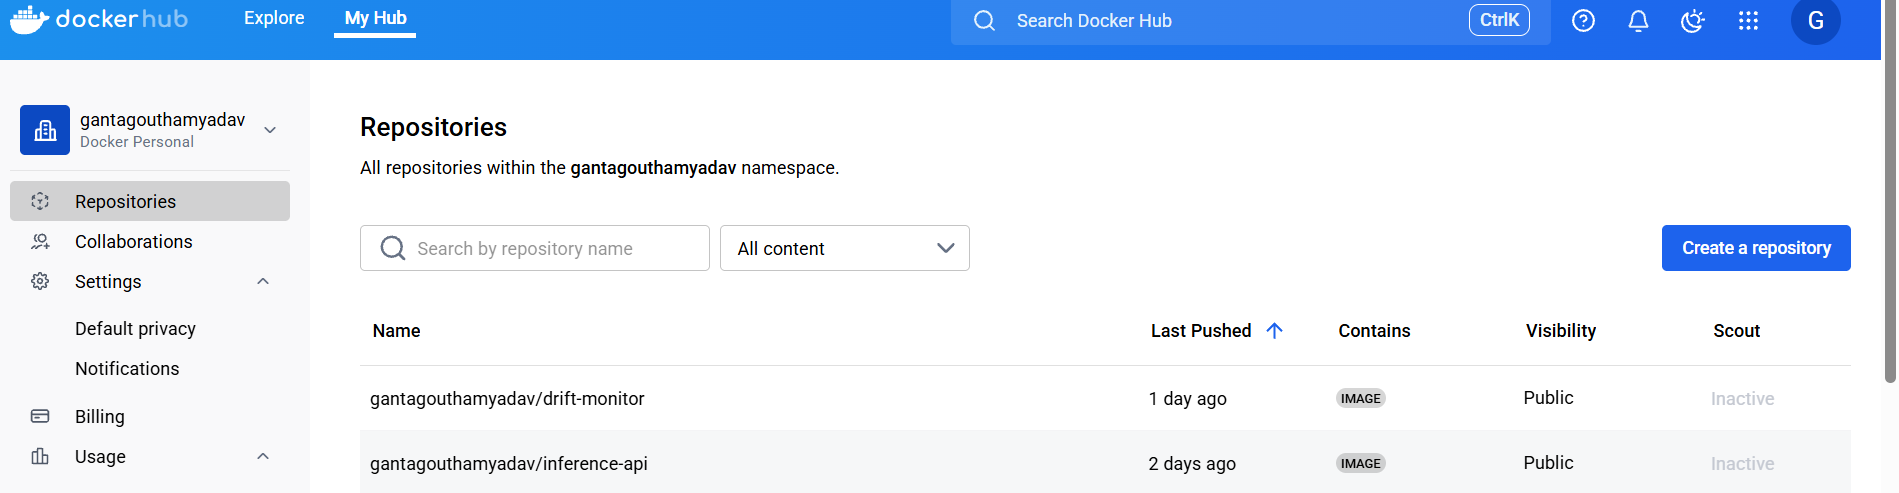 dockerhub Explore My Hub Search Docker Hub CtrlK G
gantagouthamyadav
Docker Personal
Repositories
Collaborations
Settings
Default privacy
Notifications
Billing
Usage
Repositories
All repositories within the gantagouthamyadav namespace.
Search by repository name All content Create a repository
Name Last Pushed Contains Visibility Scout
gantagouthamyadav/drift-monitor 1 day ago IMAGE Public Inactive
gantagouthamyadav/inference-api 2 days ago IMAGE Public Inactive